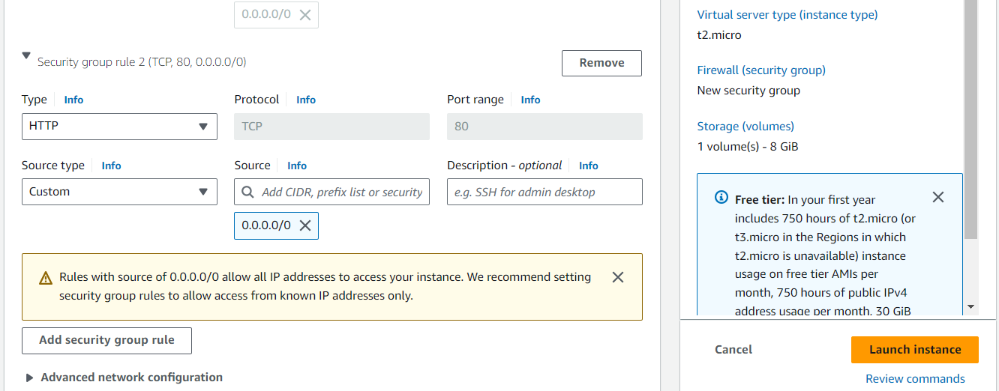 0.0.0.0/0
Security group rule 2 (TCP, 80, 0.0.0.0/0)
Remove
Type Info
Protocol Info
Port range Info
HTTP
TCP
80
Source type Info
Source Info
Description - optional Info
Custom
Add CIDR, prefix list or security
e.g. SSH for admin desktop
0.0.0.0/0
Rules with source of 0.0.0.0/0 allow all IP addresses to access your instance. We recommend setting
security group rules to allow access from known IP addresses only.
Add security group rule
Advanced network configuration
Virtual server type (instance type)
t2.micro
Firewall (security group)
New security group
Storage (volumes)
1 volume(s) - 8 GiB
Free tier: In your first year
includes 750 hours of t2.micro (or
t3.micro in the Regions in which
t2.micro is unavailable) instance
usage on free tier AMIs per
month, 750 hours of public IPv4
address usage per month, 30 GiB
Cancel
Launch instance
Review commands